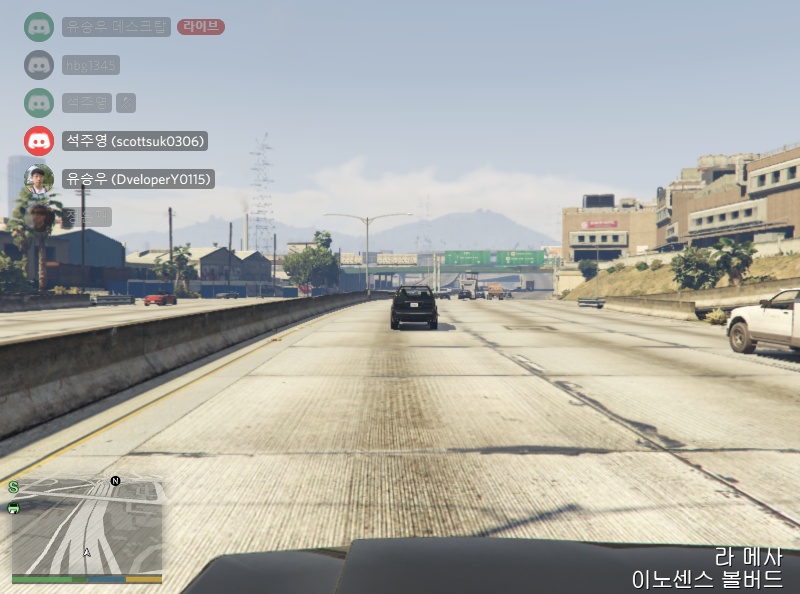 유승우 데스크탑 라이브
hbg1345
석주영
석주영 (scottsuk0306)
유승우 (DveloperY0115)
N
S
라 메사
이노센스 불버드